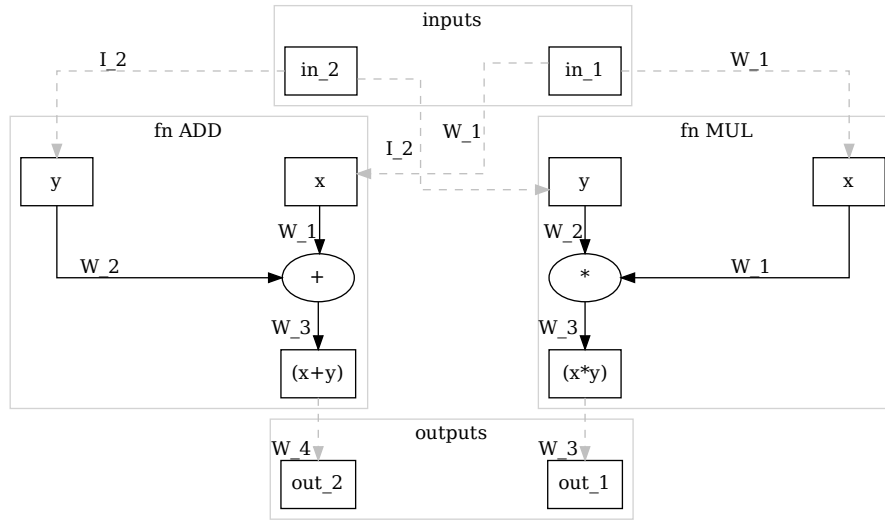 inputs
in_2
in_1
I_2
W_1
W_1
I_2
fn ADD
y
x
W_1
W_2
+
W_3
(x+y)
fn MUL
y
x
W_2
W_1
*
W_3
(x*y)
outputs
W_4
W_3
out_2
out_1